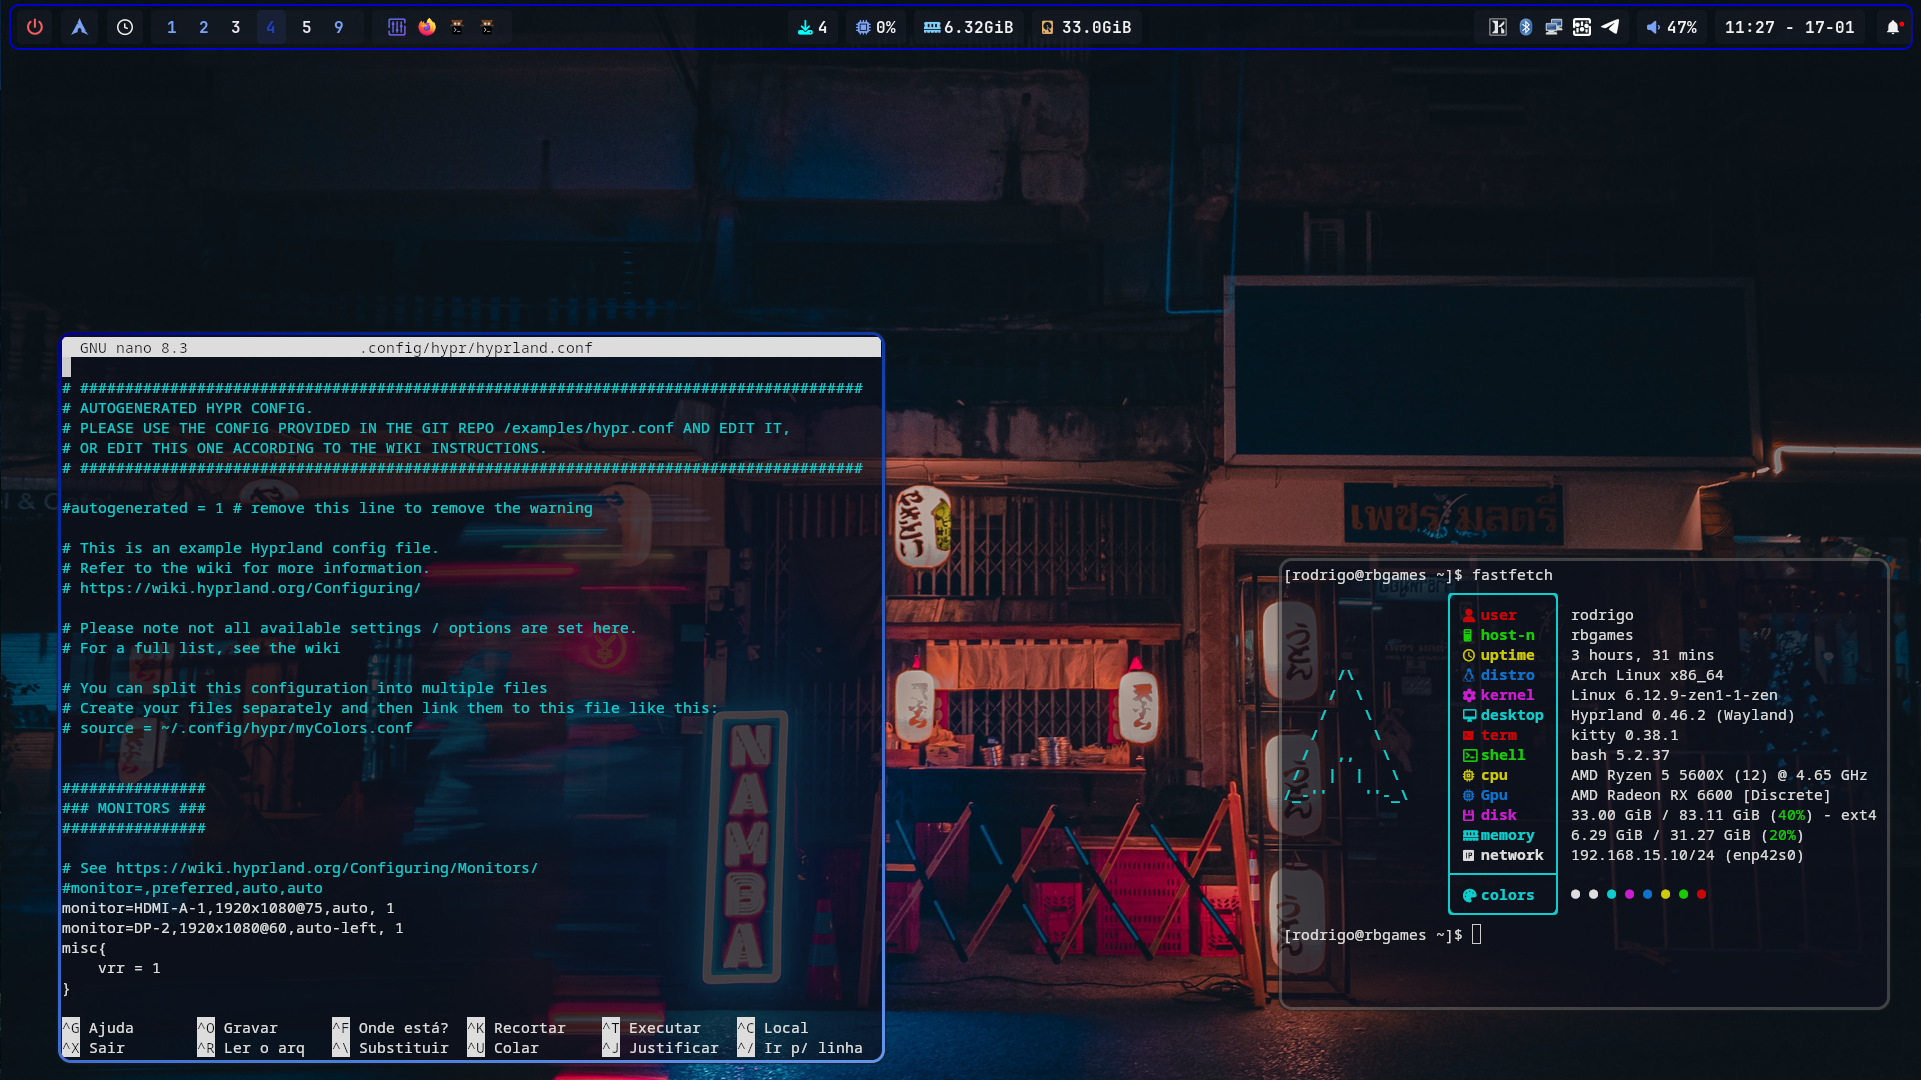 1 2 3 4 5 9
4
0%
6.32GiB
33.0GiB
47%
11:27 - 17-01
GNU nano 8.3 .config/hypr/hyprland.conf
# #######################################################################################
# AUTOGENERATED HYPR CONFIG.
# PLEASE USE THE CONFIG PROVIDED IN THE GIT REPO /examples/hypr.conf AND EDIT IT,
# OR EDIT THIS ONE ACCORDING TO THE WIKI INSTRUCTIONS.
# #######################################################################################
#autogenerated = 1 # remove this line to remove the warning
# This is an example Hyprland config file.
# Refer to the wiki for more information.
# https://wiki.hyprland.org/Configuring/
# Please note not all available settings / options are set here.
# For a full list, see the wiki
# You can split this configuration into multiple files
# Create your files separately and then link them to this file like this:
# source = ~/.config/hypr/myColors.conf
################
### MONITORS ###
################
# See https://wiki.hyprland.org/Configuring/Monitors/
#monitor=,preferred,auto,auto
monitor=HDMI-A-1,1920x1080@75,auto, 1
monitor=DP-2,1920x1080@60,auto-left, 1
misc{
vrr = 1
}
^G Ajuda ^O Gravar ^F Onde está? ^K Recortar ^T Executar ^C Local
^X Sair ^R Ler o arq ^\ Substituir ^U Colar ^J Justificar ^/ Ir p/ linha
NAMBA
เพชร มิลตรี
[rodrigo@rbgames ~]$ fastfetch
user rodrigo
host-n rbgames
uptime 3 hours, 31 mins
distro Arch Linux x86_64
kernel Linux 6.12.9-zen1-1-zen
desktop Hyprland 0.46.2 (Wayland)
term kitty 0.38.1
shell bash 5.2.37
cpu AMD Ryzen 5 5600X (12) @ 4.65 GHz
Gpu AMD Radeon RX 6600 [Discrete]
disk 33.00 GiB / 83.11 GiB (40%) - ext4
memory 6.29 GiB / 31.27 GiB (20%)
network 192.168.15.10/24 (enp42s0)
colors
[rodrigo@rbgames ~]$